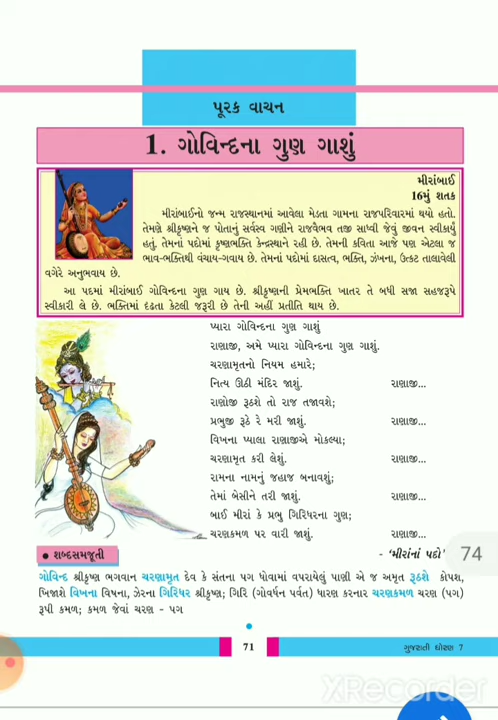 પૂરક વાચન
1. ગોવિન્દના ગુણ ગાશું
મીરાંબાઈ
16મું શતક
મીરાંબાઈનો જન્મ રાજસ્થાનમાં આવેલા મેડતા ગામના રાજપરિવારમાં થયો હતો.
તેમણે શ્રીકૃષ્ણને જ પોતાનું સર્વસ્વ ગણીને રાજવૈભવ તજી સાધ્વી જેવું જીવન સ્વીકાર્યું
હતું. તેમનાં પદોમાં કૃષ્ણભક્તિ કેન્દ્રસ્થાને રહી છે. તેમની કવિતા આજે પણ એટલા જ
ભાવ-ભક્તિથી વંચાય-ગવાય છે. તેમનાં પદોમાં દાસત્વ, ભક્તિ, ઝંખના, ઉત્કટ તાલાવેલી
વગેરે અનુભવાય છે.
આ પદમાં મીરાંબાઈ ગોવિન્દના ગુણ ગાય છે. શ્રીકૃષ્ણની પ્રેમભક્તિ ખાતર તે બધી સજા સહજરૂપે
સ્વીકારી લે છે. ભક્તિમાં દૃઢતા કેટલી જરૂરી છે તેની અહીં પ્રતીતિ થાય છે.
પ્યારા ગોવિન્દના ગુણ ગાશું
રાણાજી, અમે પ્યારા ગોવિન્દના ગુણ ગાશું.
ચરણામૃતનો નિયમ હમારે;
નિત્ય ઊઠી મંદિર જાશું. રાણાજી...
રાણોજી રૂઠશે તો રાજ તજાવશે;
પ્રભુજી રૂઠે રે મરી જાશું. રાણાજી...
વિખના પ્યાલા રાણાજીએ મોકલ્યા;
ચરણામૃત કરી લેશું. રાણાજી...
રામના નામનું જહાજ બનાવશું;
તેમાં બેસીને તરી જાશું. રાણાજી...
બાઈ મીરાં કે પ્રભુ ગિરિધરના ગુણ;
ચરણકમળ પર વારી જાશું. રાણાજી...
- 'મીરાંનાં પદો'
74
• શબ્દસમજૂતી
ગોવિન્દ શ્રીકૃષ્ણ ભગવાન ચરણામૃત દેવ કે સંતના પગ ધોવામાં વપરાયેલું પાણી એ જ અમૃત રૂઠશે કોપશે,
ખિજાશે વિખના વિષના, ઝેરના ગિરિધર શ્રીકૃષ્ણ; ગિરિ (ગોવર્ધન પર્વત) ધારણ કરનાર ચરણકમળ ચરણ (પગ)
રૂપી કમળ; કમળ જેવાં ચરણ - પગ
71
ગુજરાતી ધોરણ 7
XRecorder